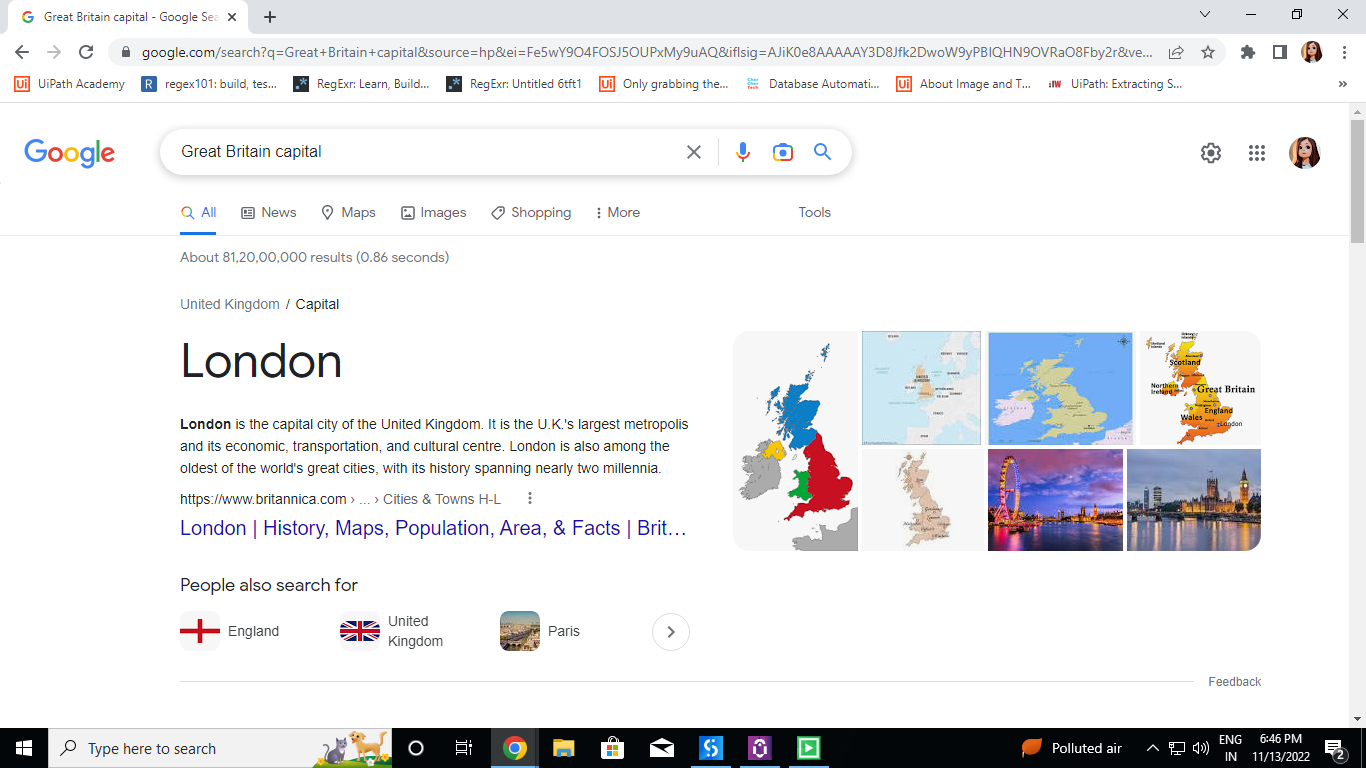 Great Britain capital - Google Sea
google.com/search?q=Great+Britain+capital&source=hp&ei=Fe5wY9O4FOSJ5OUPxMy9uAQ&iflsig=AJiK0e8AAAAAY3D8Jfk2DwoW9yPBIQHN9OVRaO8Fby2r&ve...
UiPath Academy
regex101: build, tes...
RegExr: Learn, Build...
RegExr: Untitled 6tft1
Only grabbing the...
Database Automati...
About Image and T...
UiPath: Extracting S...
Google
Great Britain capital
All News Maps Images Shopping More Tools
About 81,20,00,000 results (0.86 seconds)
United Kingdom / Capital
London
London is the capital city of the United Kingdom. It is the U.K.'s largest metropolis
and its economic, transportation, and cultural centre. London is also among the
oldest of the world's great cities, with its history spanning nearly two millennia.
https://www.britannica.com › ... › Cities & Towns H-L
London | History, Maps, Population, Area, & Facts | Brit...
Scotland
Northern
Ireland
Great Britain
England
Wales
London
People also search for
England
United
Kingdom
Paris
Feedback
Type here to search
Polluted air
ENG
IN
6:46 PM
11/13/2022
2